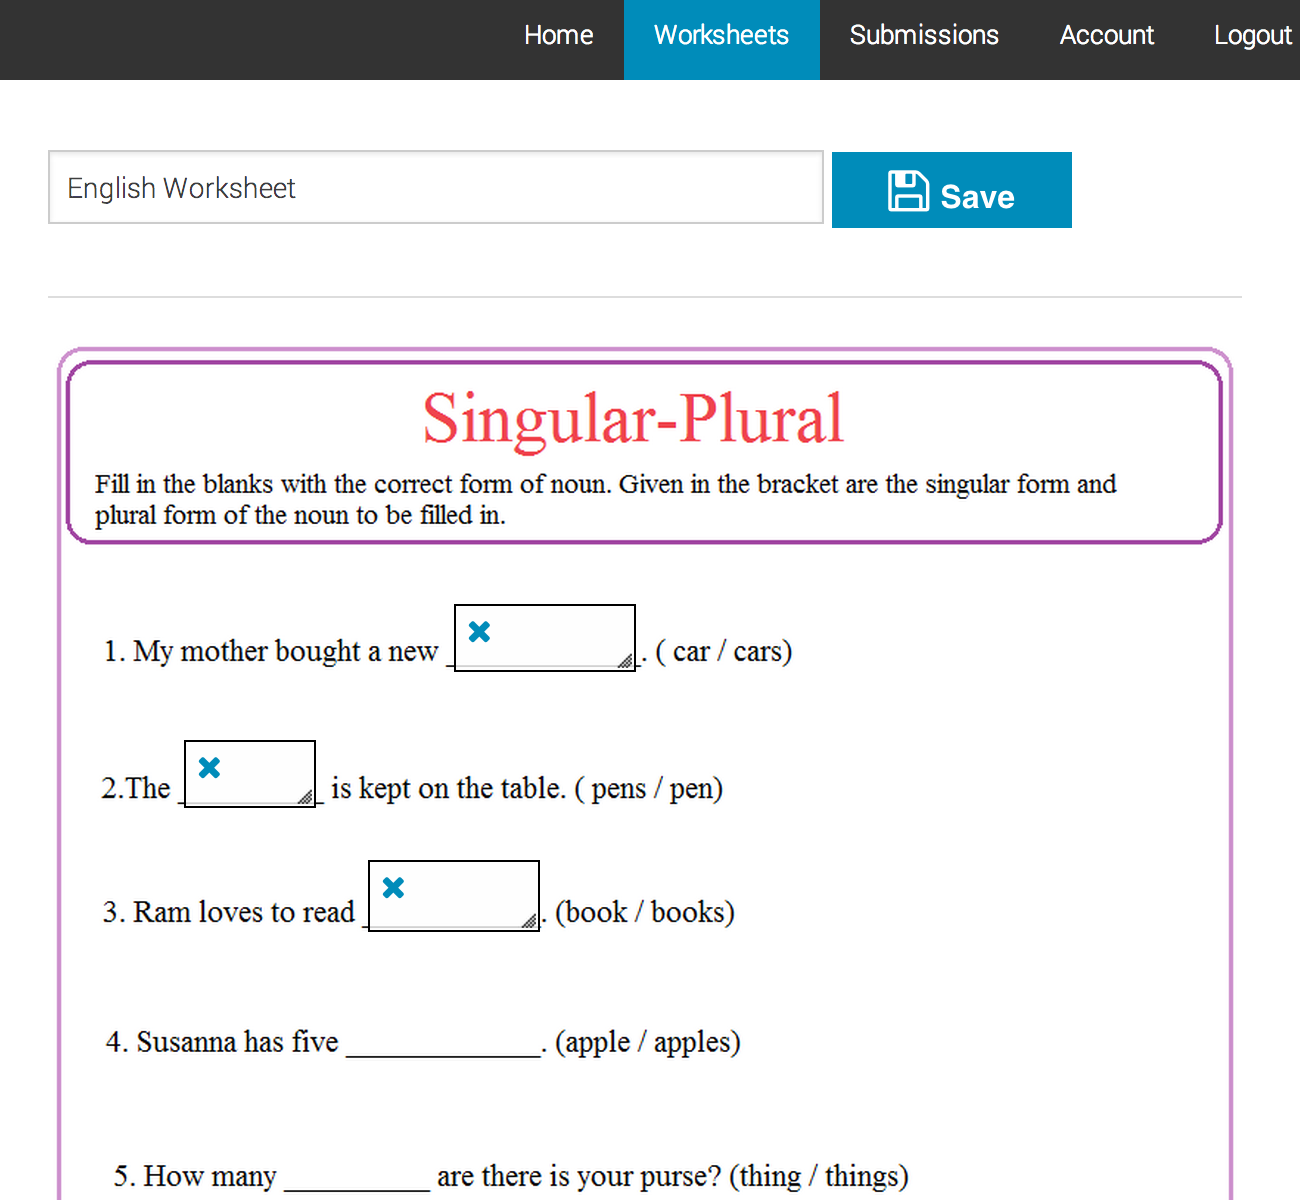 Home Worksheets Submissions Account Logout
English Worksheet Save
Singular-Plural
Fill in the blanks with the correct form of noun. Given in the bracket are the singular form and
plural form of the noun to be filled in.
1. My mother bought a new _ _. ( car / cars)
2.The _ _ is kept on the table. ( pens / pen)
3. Ram loves to read _. (book / books)
4. Susanna has five _____________. (apple / apples)
5. How many __________ are there is your purse? (thing / things)